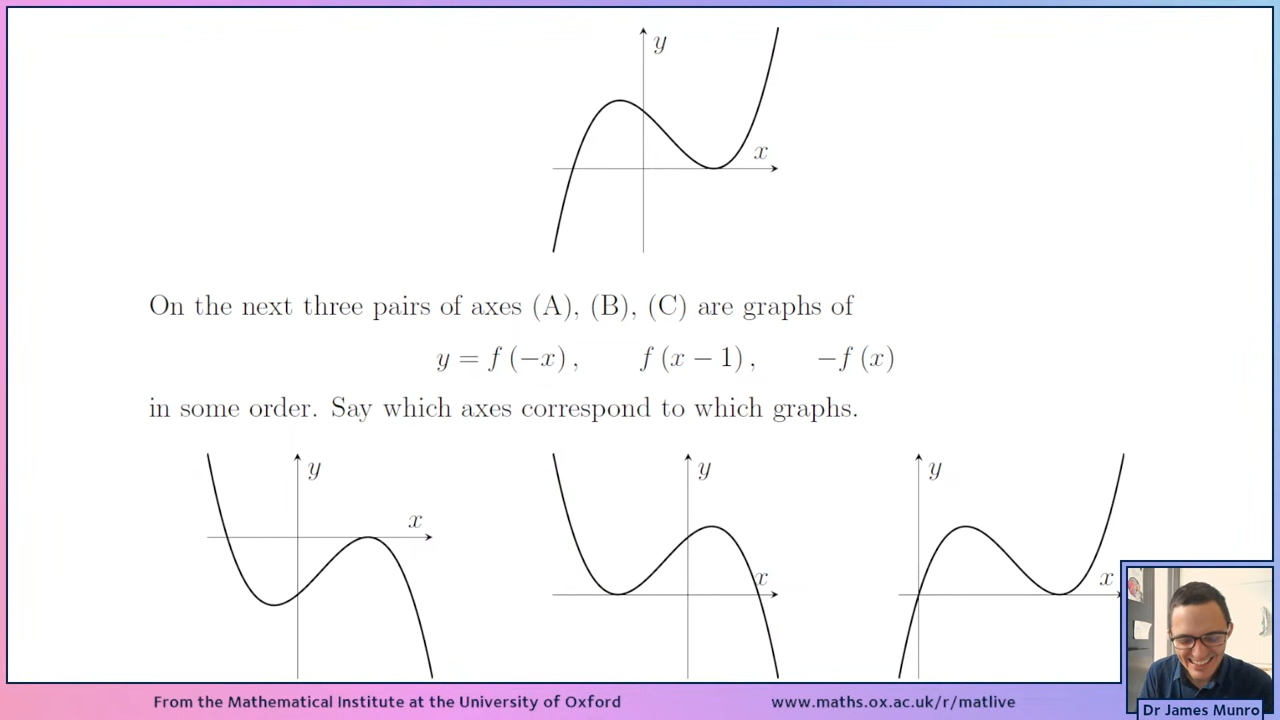 y
x
On the next three pairs of axes (A), (B), (C) are graphs of
y = f (−x) , f (x − 1) , −f (x)
in some order. Say which axes correspond to which graphs.
y
x
y
x
y
x
From the Mathematical Institute at the University of Oxford
www.maths.ox.ac.uk/r/matlive
Dr James Munro